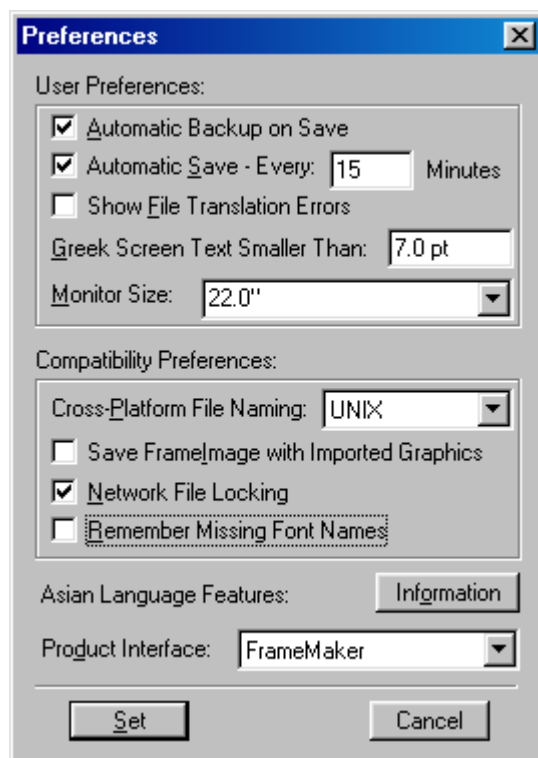 Preferences
User Preferences:
Automatic Backup on Save
Automatic Save - Every: 15 Minutes
Show File Translation Errors
Greek Screen Text Smaller Than: 7.0 pt
Monitor Size: 22.0"
Compatibility Preferences:
Cross-Platform File Naming: UNIX
Save FrameImage with Imported Graphics
Network File Locking
Remember Missing Font Names
Asian Language Features: Information
Product Interface: FrameMaker
Set Cancel